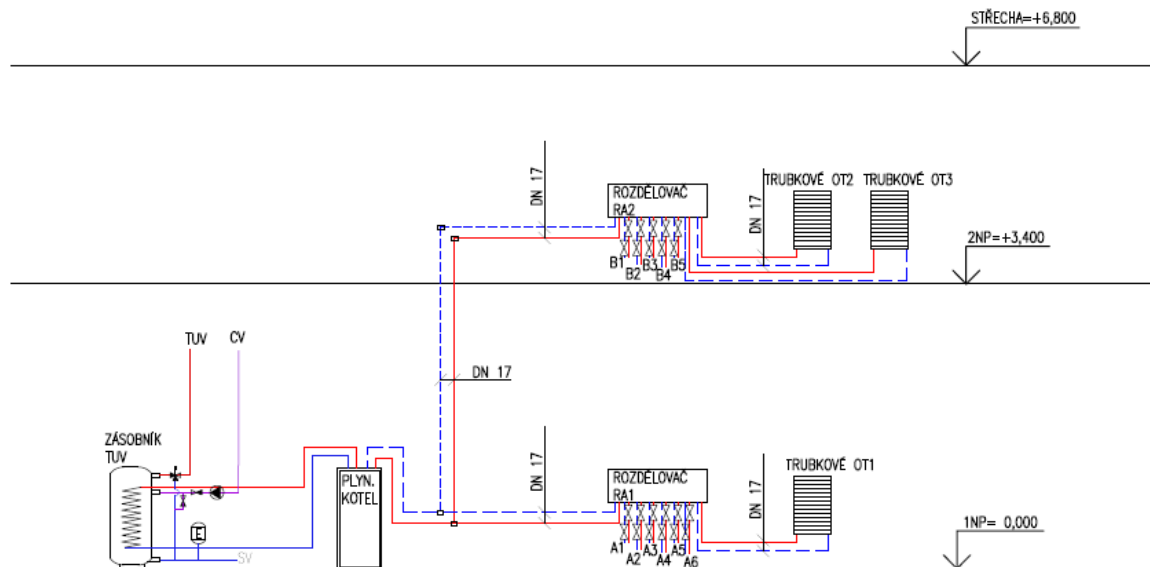 STŘECHA=+6,800
DN 17
ROZDĚLOVAČ
RA2
TRUBKOVÉ OT2
TRUBKOVÉ OT3
DN 17
B1
B2
B3
B4
B5
2NP=+3,400
TUV
CV
DN 17
ZÁSOBNÍK
TUV
PLYN.
KOTEL
DN 17
ROZDĚLOVAČ
RA1
TRUBKOVÉ OT1
DN 17
A1
A2
A3
A4
A5
A6
1NP= 0,000
E
SV